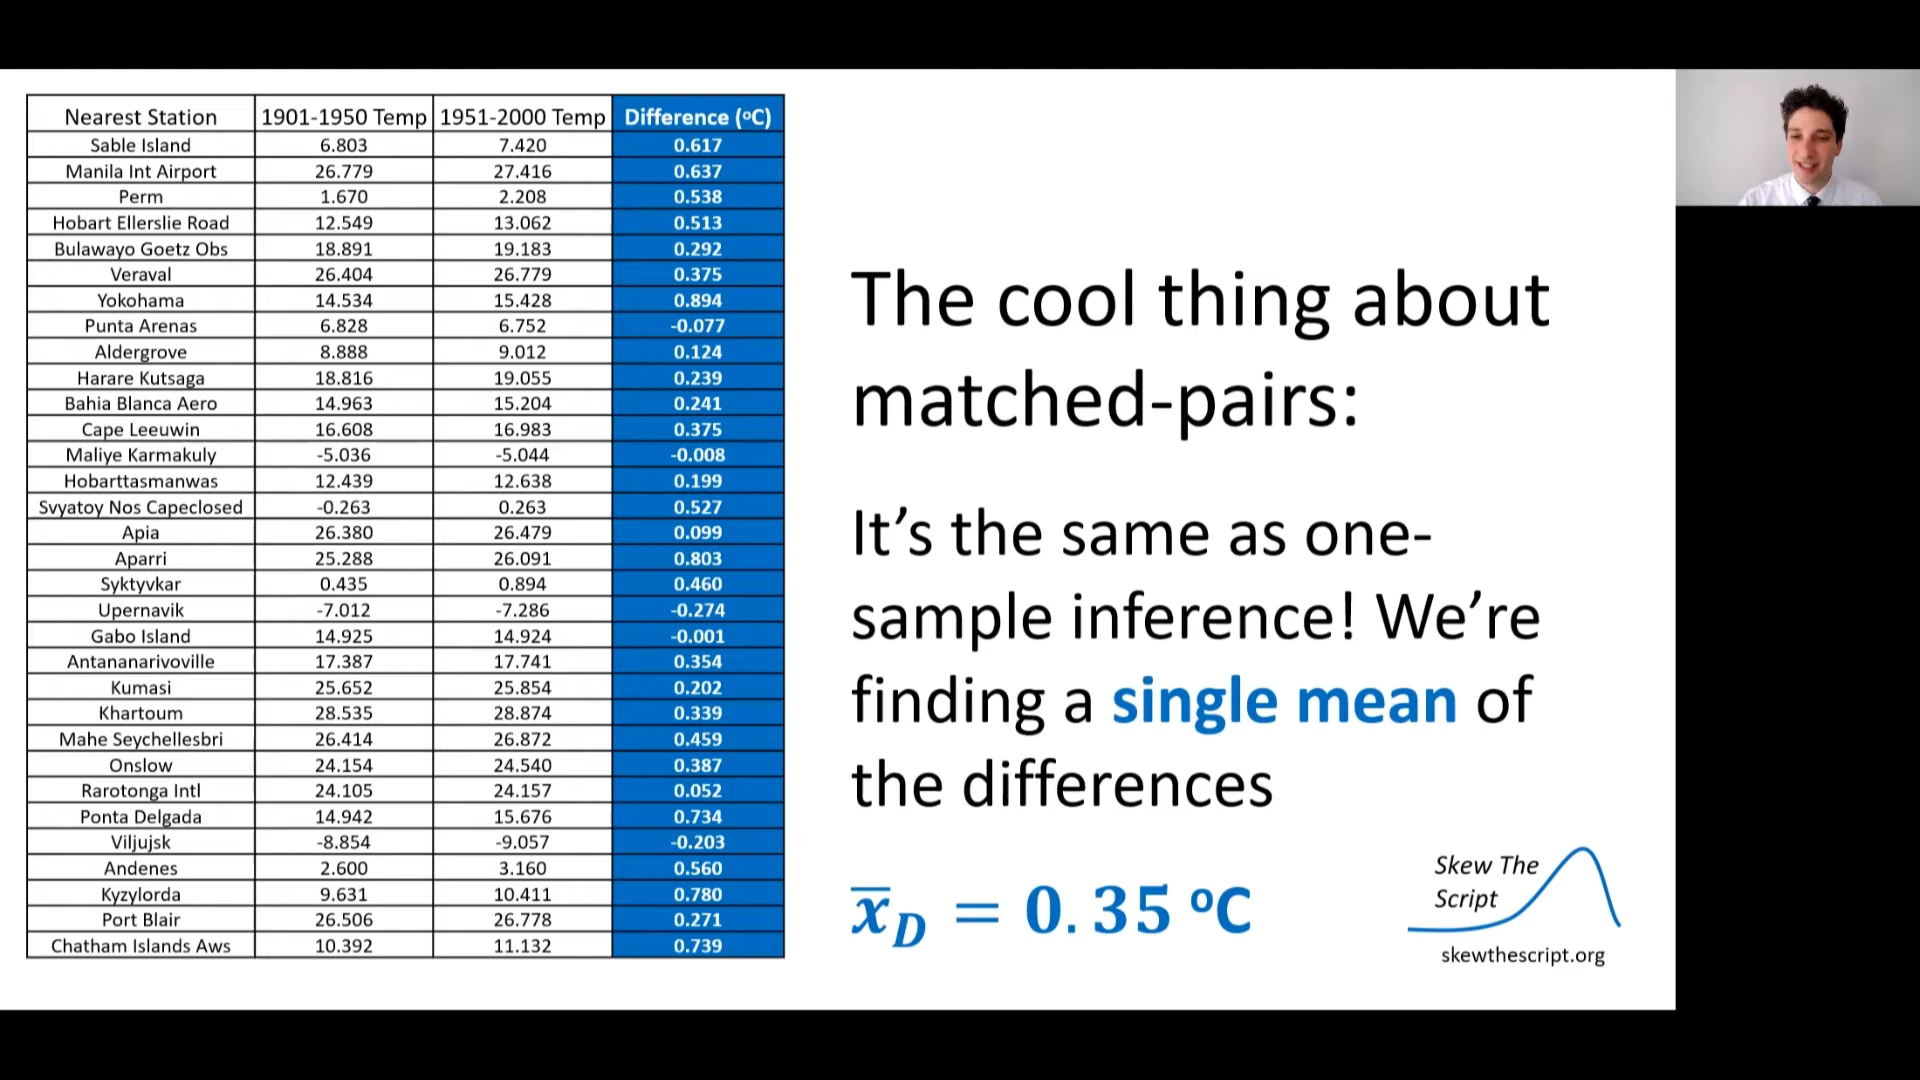 Nearest Station 1901-1950 Temp 1951-2000 Temp Difference (ºC)
Sable Island 6.803 7.420 0.617
Manila Int Airport 26.779 27.416 0.637
Perm 1.670 2.208 0.538
Hobart Ellerslie Road 12.549 13.062 0.513
Bulawayo Goetz Obs 18.891 19.183 0.292
Veraval 26.404 26.779 0.375
Yokohama 14.534 15.428 0.894
Punta Arenas 6.828 6.752 -0.077
Aldergrove 8.888 9.012 0.124
Harare Kutsaga 18.816 19.055 0.239
Bahia Blanca Aero 14.963 15.204 0.241
Cape Leeuwin 16.608 16.983 0.375
Maliye Karmakuly -5.036 -5.044 -0.008
Hobarttasmanwas 12.439 12.638 0.199
Svyatoy Nos Capeclosed -0.263 0.263 0.527
Apia 26.380 26.479 0.099
Aparri 25.288 26.091 0.803
Syktyvkar 0.435 0.894 0.460
Upernavik -7.012 -7.286 -0.274
Gabo Island 14.925 14.924 -0.001
Antananarivoville 17.387 17.741 0.354
Kumasi 25.652 25.854 0.202
Khartoum 28.535 28.874 0.339
Mahe Seychellesbri 26.414 26.872 0.459
Onslow 24.154 24.540 0.387
Rarotonga Intl 24.105 24.157 0.052
Ponta Delgada 14.942 15.676 0.734
Viljujsk -8.854 -9.057 -0.203
Andenes 2.600 3.160 0.560
Kyzylorda 9.631 10.411 0.780
Port Blair 26.506 26.778 0.271
Chatham Islands Aws 10.392 11.132 0.739
The cool thing about
matched-pairs:
It’s the same as one-
sample inference! We’re
finding a single mean of
the differences
x̅_D = 0.35 ºC
Skew The
Script
skewthescript.org